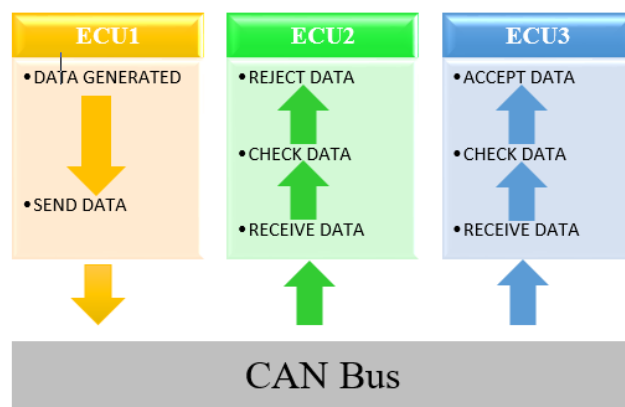 ECU1
•DATA GENERATED
•SEND DATA
ECU2
•REJECT DATA
•CHECK DATA
•RECEIVE DATA
ECU3
•ACCEPT DATA
•CHECK DATA
•RECEIVE DATA
CAN Bus